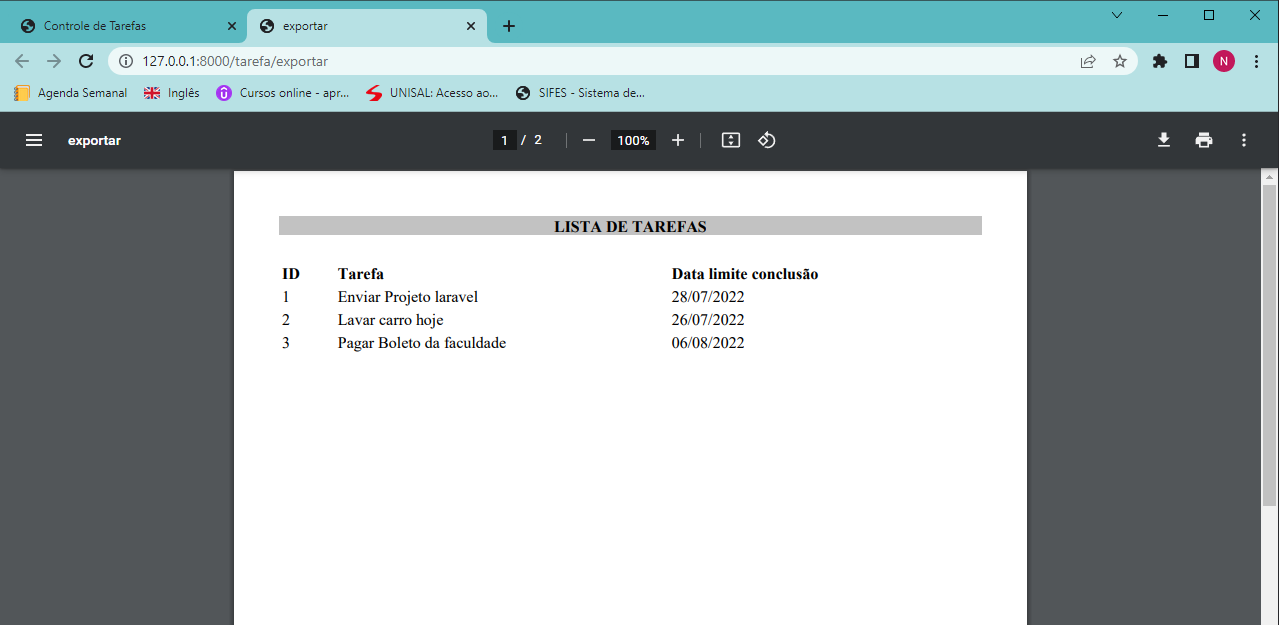 Controle de Tarefas
exportar
127.0.0.1:8000/tarefa/exportar
N
Agenda Semanal
Inglês
Cursos online - apr...
UNISAL: Acesso ao...
SIFES - Sistema de...
exportar
1 / 2
100%
LISTA DE TAREFAS
ID Tarefa Data limite conclusão
1 Enviar Projeto laravel 28/07/2022
2 Lavar carro hoje 26/07/2022
3 Pagar Boleto da faculdade 06/08/2022